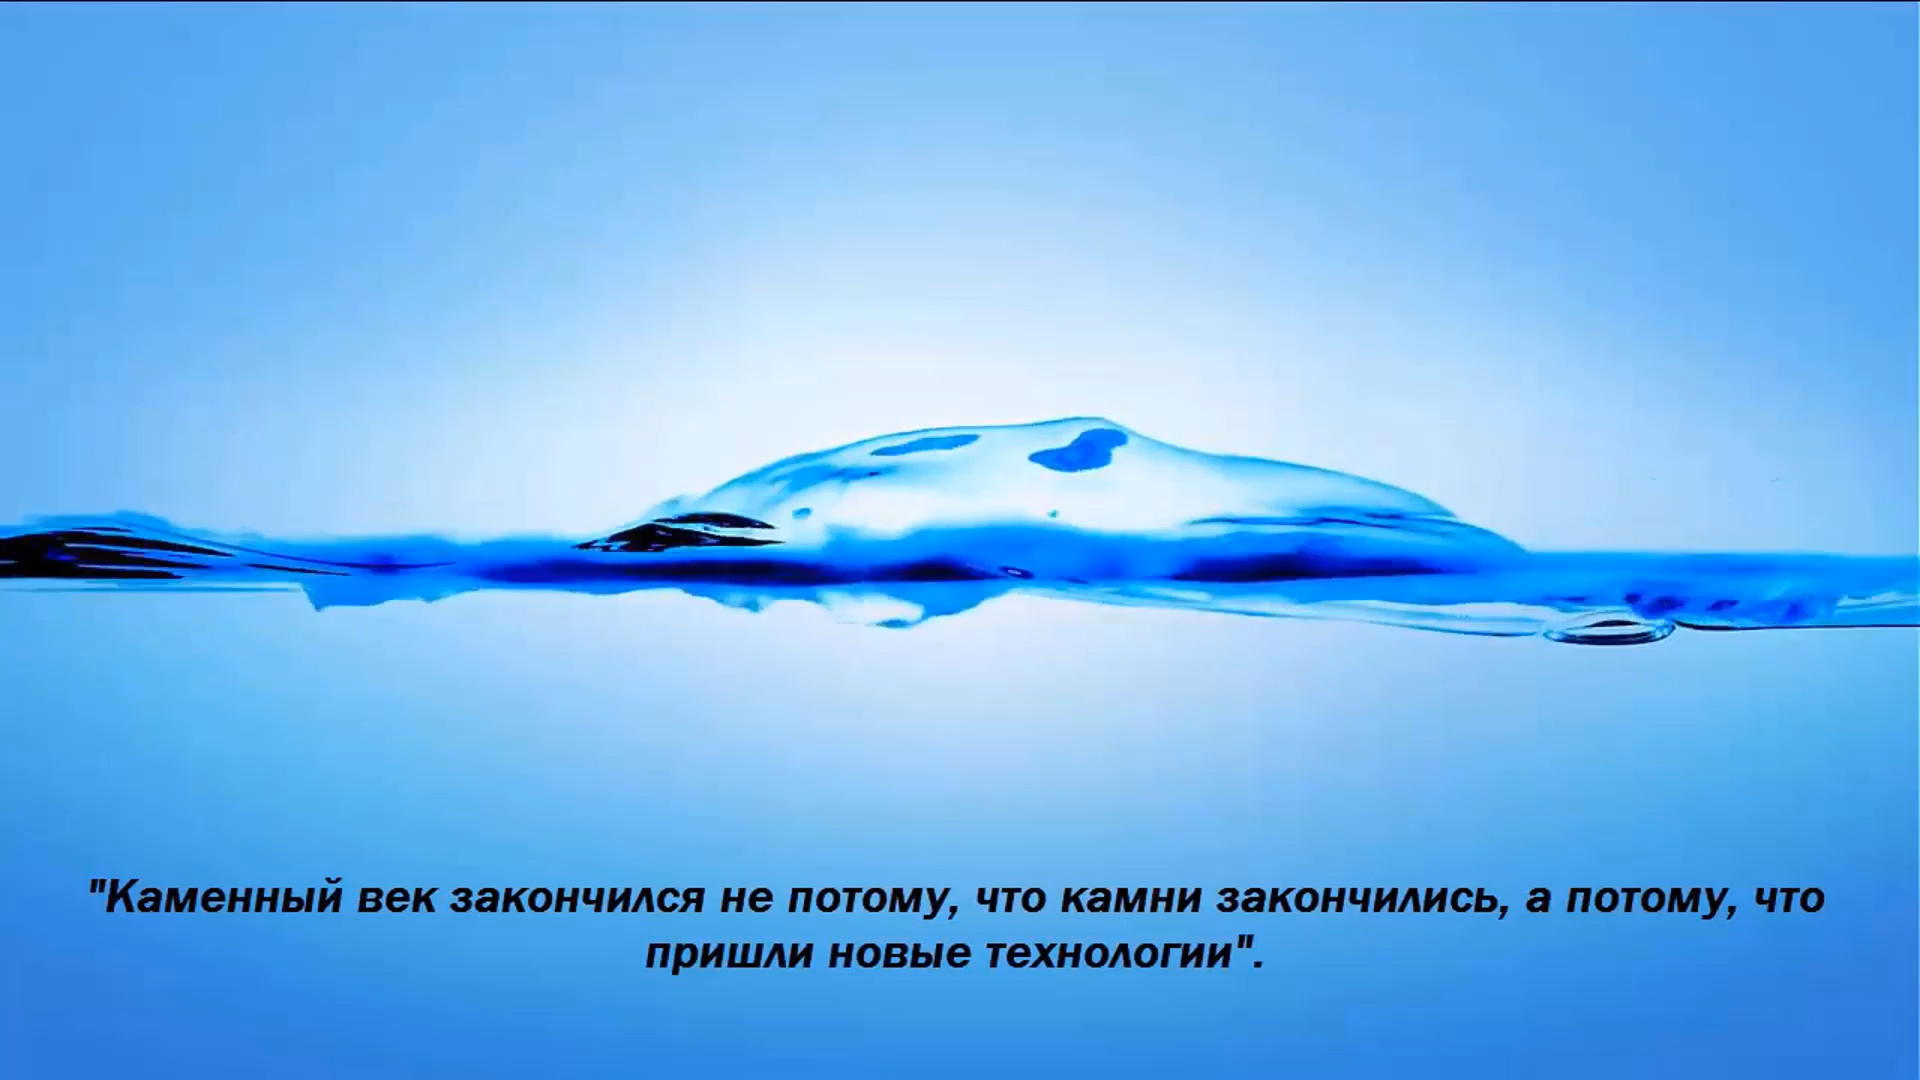 "Каменный век закончился не потому, что камни закончились, а потому, что
пришли новые технологии".